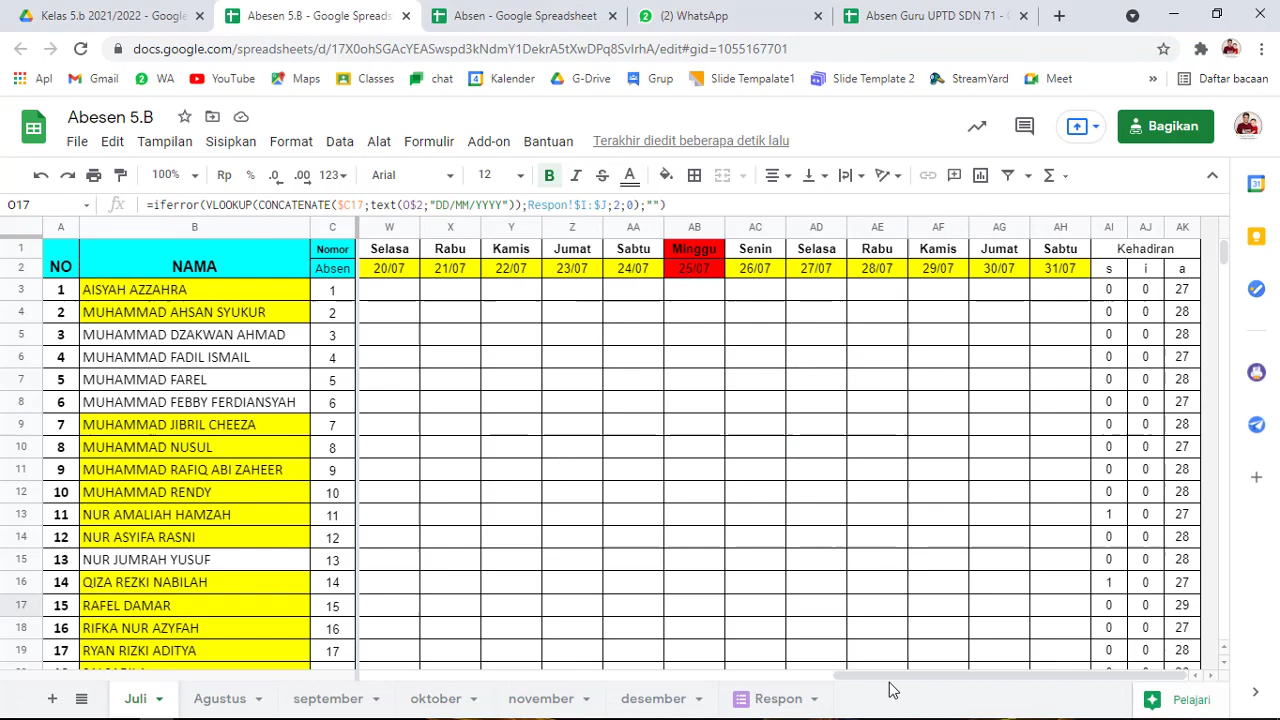 Kelas 5.b 2021/2022 - Google
Abesen 5.B - Google Spreads
Absen - Google Spreadsheet
(2) WhatsApp
Absen Guru UPTD SDN 71 - G
docs.google.com/spreadsheets/d/17X0ohSGAcYEASwspd3kNdmY1DekrA5tXwDPq8SvIrhA/edit#gid=1055167701
Apl
Gmail
WA
YouTube
Maps
Classes
chat
Kalender
G-Drive
Grup
Slide Tempalate1
Slide Template 2
StreamYard
Meet
Daftar bacaan
Abesen 5.B
File Edit Tampilan Sisipkan Format Data Alat Formulir Add-on Bantuan
Terakhir diedit beberapa detik lalu
Bagikan
100% Rp % .0 .00 123 Arial 12
O17 fx =iferror(VLOOKUP(CONCATENATE($C17;text(O$2;"DD/MM/YYYY"));Respon!$I:$J;2;0);"")
A B C W X Y Z AA AB AC AD AE AF AG AH AI AJ AK
1 NO NAMA Nomor Selasa Rabu Kamis Jumat Sabtu Minggu Senin Selasa Rabu Kamis Jumat Sabtu Kehadiran
2 Absen 20/07 21/07 22/07 23/07 24/07 25/07 26/07 27/07 28/07 29/07 30/07 31/07 s i a
3 1 AISYAH AZZAHRA 1 0 0 27
4 2 MUHAMMAD AHSAN SYUKUR 2 0 0 28
5 3 MUHAMMAD DZAKWAN AHMAD 3 0 0 28
6 4 MUHAMMAD FADIL ISMAIL 4 0 0 27
7 5 MUHAMMAD FAREL 5 0 0 28
8 6 MUHAMMAD FEBBY FERDIANSYAH 6 0 0 27
9 7 MUHAMMAD JIBRIL CHEEZA 7 0 0 28
10 8 MUHAMMAD NUSUL 8 0 0 27
11 9 MUHAMMAD RAFIQ ABI ZAHEER 9 0 0 28
12 10 MUHAMMAD RENDY 10 0 0 28
13 11 NUR AMALIAH HAMZAH 11 1 0 27
14 12 NUR ASYIFA RASNI 12 0 0 28
15 13 NUR JUMRAH YUSUF 13 0 0 28
16 14 QIZA REZKI NABILAH 14 1 0 27
17 15 RAFEL DAMAR 15 0 0 29
18 16 RIFKA NUR AZYFAH 16 0 0 27
19 17 RYAN RIZKI ADITYA 17 0 0 28
Juli Agustus september oktober november desember Respon
Pelajari